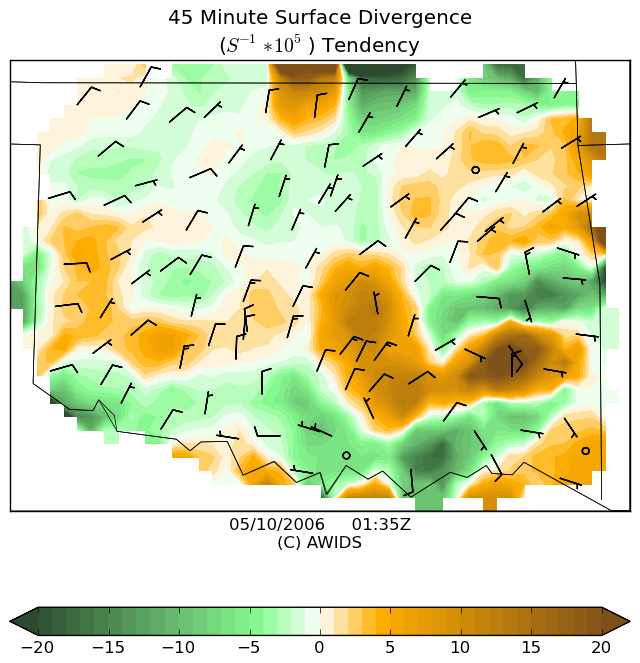 45 Minute Surface Divergence
(S⁻¹ * 10⁵ ) Tendency
05/10/2006 01:35Z
(C) AWIDS
−20 −15 −10 −5 0 5 10 15 20